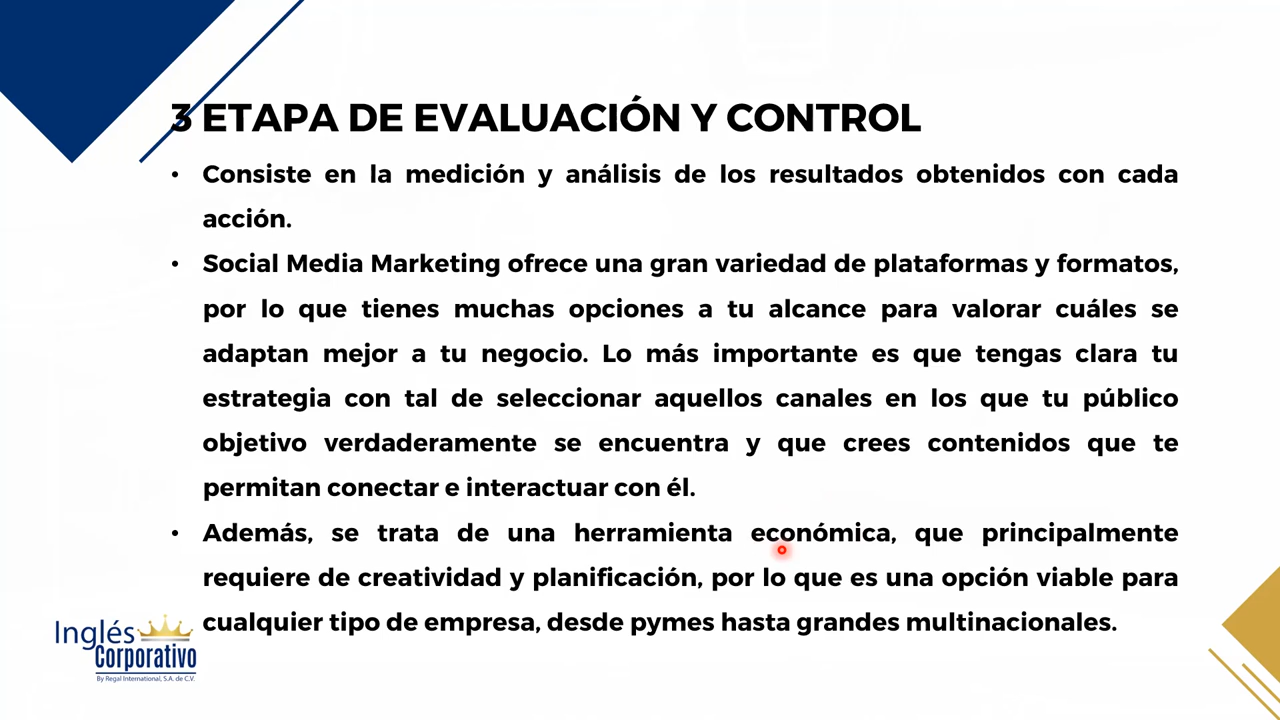 3 ETAPA DE EVALUACIÓN Y CONTROL
• Consiste en la medición y análisis de los resultados obtenidos con cada
acción.
• Social Media Marketing ofrece una gran variedad de plataformas y formatos,
por lo que tienes muchas opciones a tu alcance para valorar cuáles se
adaptan mejor a tu negocio. Lo más importante es que tengas clara tu
estrategia con tal de seleccionar aquellos canales en los que tu público
objetivo verdaderamente se encuentra y que crees contenidos que te
permitan conectar e interactuar con él.
• Además, se trata de una herramienta económica, que principalmente
requiere de creatividad y planificación, por lo que es una opción viable para
cualquier tipo de empresa, desde pymes hasta grandes multinacionales.
Inglés
Corporativo
By Regal International, S.A. de C.V.